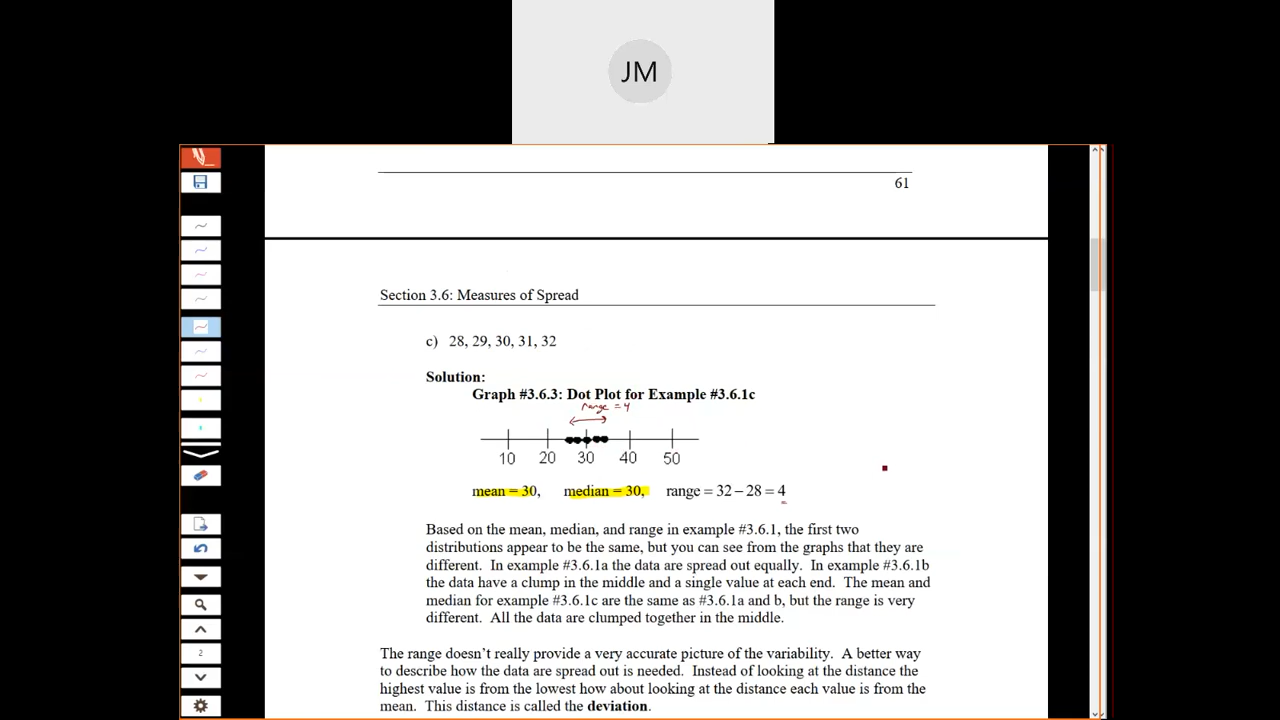 JM
61
Section 3.6: Measures of Spread
c) 28, 29, 30, 31, 32
Solution:
Graph #3.6.3: Dot Plot for Example #3.6.1c
range = 4
10 20 30 40 50
mean = 30, median = 30, range = 32 – 28 = 4
Based on the mean, median, and range in example #3.6.1, the first two
distributions appear to be the same, but you can see from the graphs that they are
different. In example #3.6.1a the data are spread out equally. In example #3.6.1b
the data have a clump in the middle and a single value at each end. The mean and
median for example #3.6.1c are the same as #3.6.1a and b, but the range is very
different. All the data are clumped together in the middle.
The range doesn’t really provide a very accurate picture of the variability. A better way
to describe how the data are spread out is needed. Instead of looking at the distance the
highest value is from the lowest how about looking at the distance each value is from the
mean. This distance is called the deviation.
2